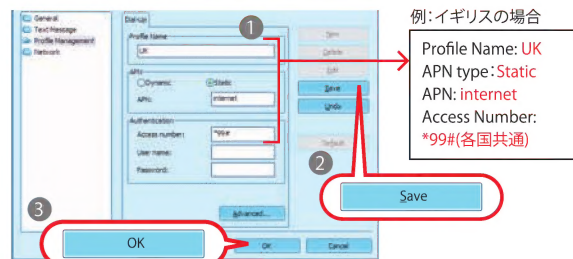 General
Text Message
Profile Management
Network
Dial-up
Profile Name
UK
APN
Dynamic
Static
APN:
internet
Authentication
Access number:
*99#
User name:
Password:
Advanced...
New
Delete
Edit
Save
Undo
Default
OK
Cancel
1
2
3
Save
OK
例:イギリスの場合
Profile Name: UK
APN type:Static
APN: internet
Access Number:
*99#(各国共通)